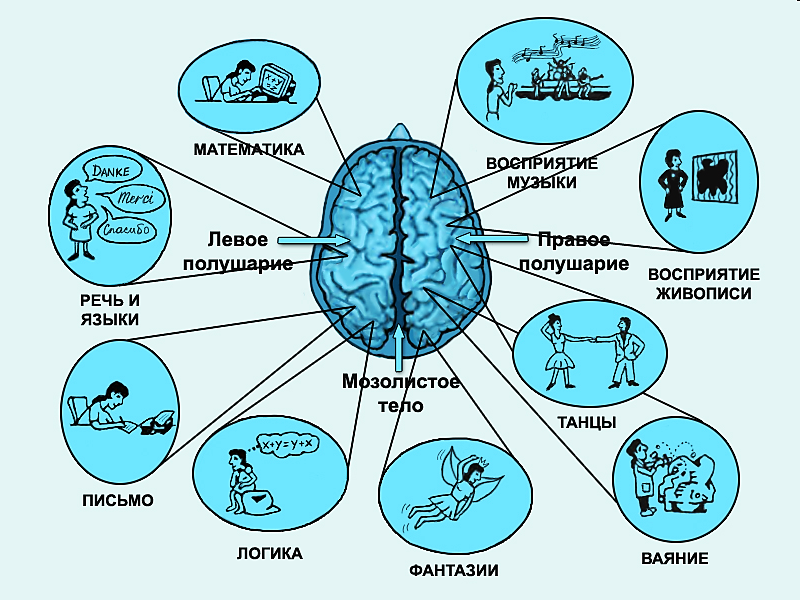 x+y
z=
МАТЕМАТИКА
ВОСПРИЯТИЕ
МУЗЫКИ
DANKE
Merci
Спасибо
РЕЧЬ И
ЯЗЫКИ
Левое
полушарие
Правое
полушарие
ВОСПРИЯТИЕ
ЖИВОПИСИ
Мозолистое
тело
ТАНЦЫ
ПИСЬМО
x+y=y+x
ЛОГИКА
ФАНТАЗИИ
ВАЯНИЕ